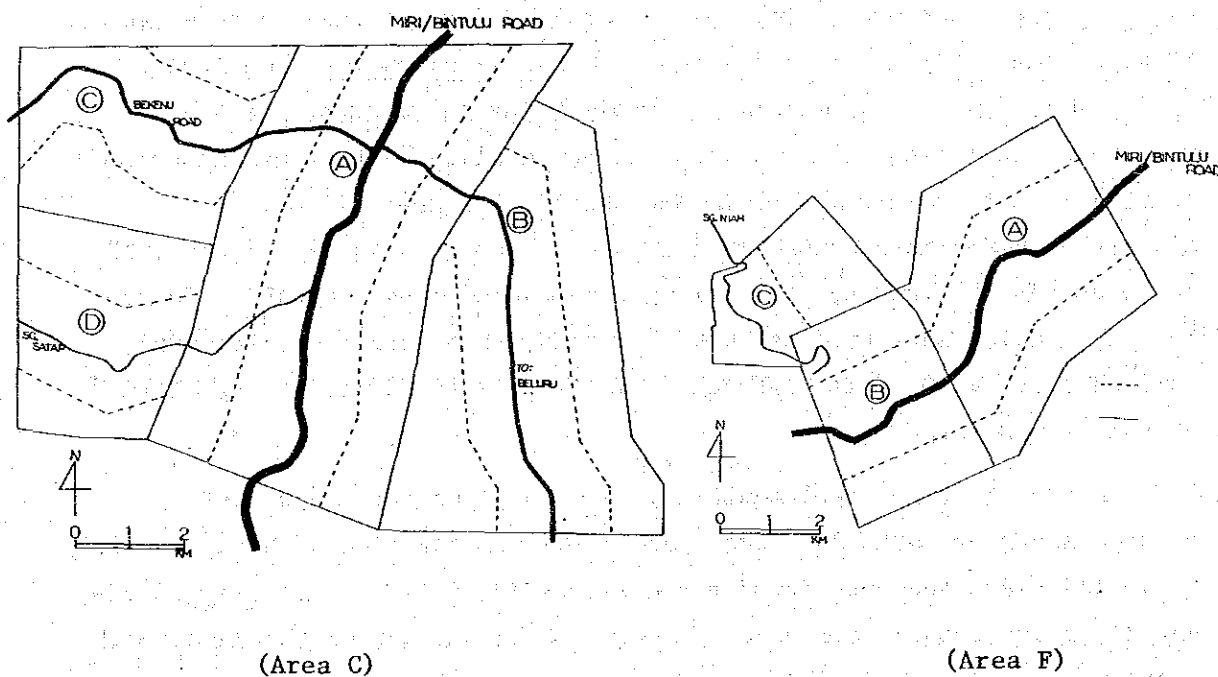 MIRI/BINTULU ROAD
C
BEKENU
ROAD
A
B
D
SG.
SATAP
TO:
BELURU
N
0 1 2
KM
(Area C)
MIRI/BINTULU
ROAD
SG. NIAH
A
C
B
N
0 1 2
KM
(Area F)